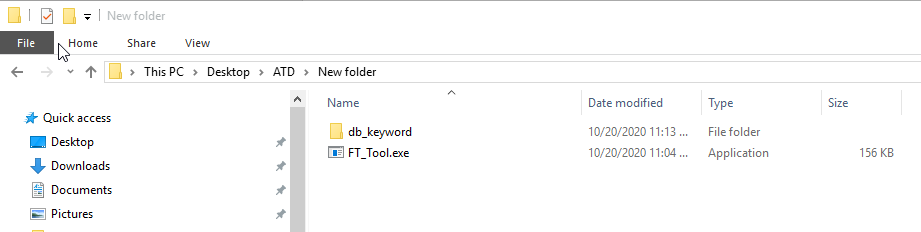 New folder
File Home Share View
This PC Desktop ATD New folder
Name Date modified Type Size
Quick access
db_keyword 10/20/2020 11:13 ... File folder
Desktop
FT_Tool.exe 10/20/2020 11:04 ... Application 156 KB
Downloads
Documents
Pictures